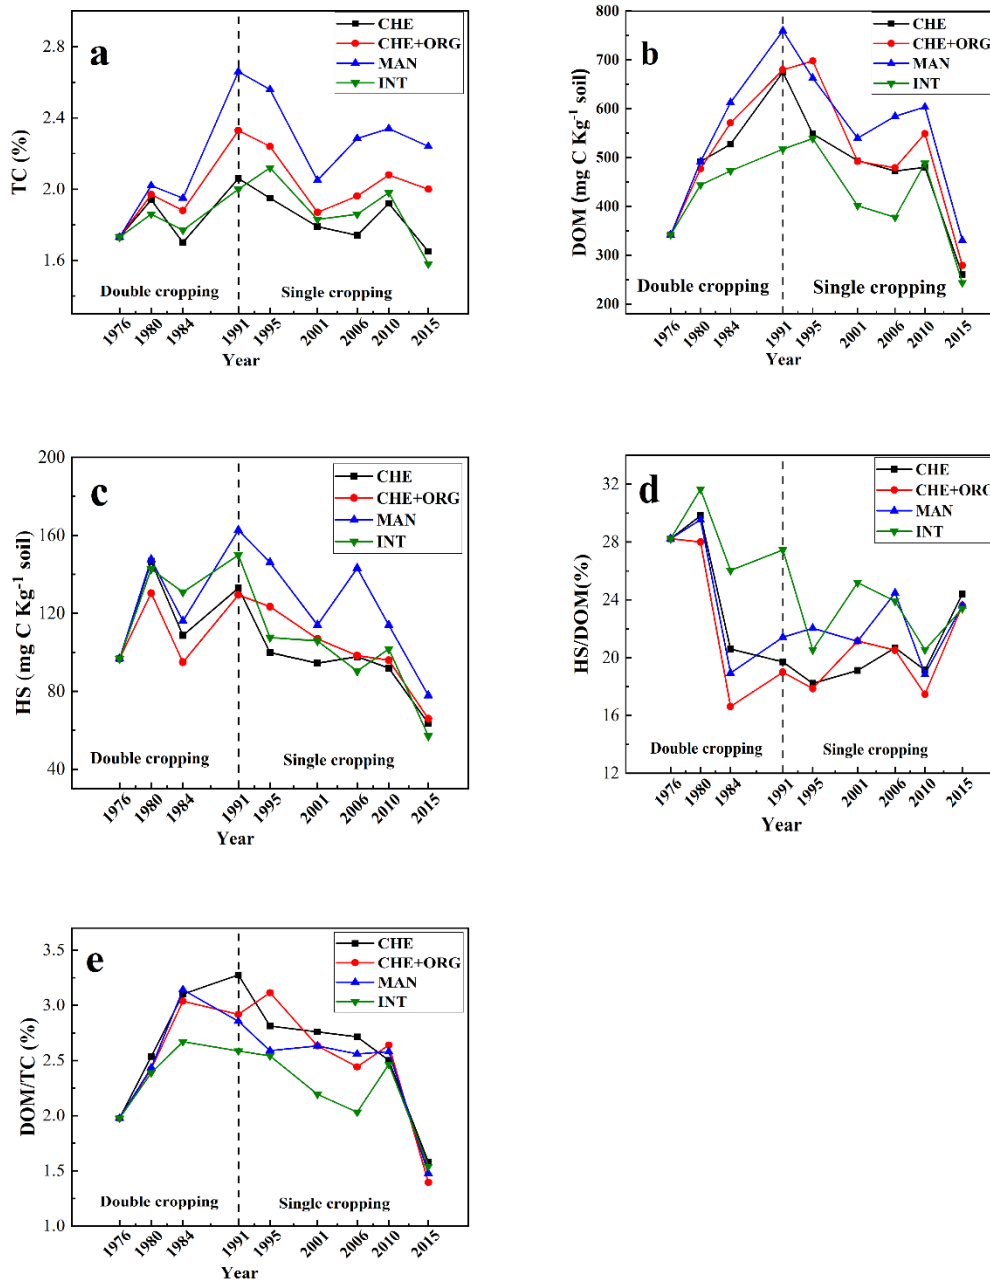 a
TC (%)
2.8
2.4
2.0
1.6
CHE
CHE+ORG
MAN
INT
Double cropping
Single cropping
1976
1980
1984
1991
1995
2001
2006
2010
2015
Year
b
DOM (mg C Kg⁻¹ soil)
800
700
600
500
400
300
200
CHE
CHE+ORG
MAN
INT
Double cropping
Single cropping
1976
1980
1984
1991
1995
2001
2006
2010
2015
Year
c
HS (mg C Kg⁻¹ soil)
200
160
120
80
40
CHE
CHE+ORG
MAN
INT
Double cropping
Single cropping
1976
1980
1984
1991
1995
2001
2006
2010
2015
Year
d
HS/DOM(%)
32
28
24
20
16
12
CHE
CHE+ORG
MAN
INT
Double cropping
Single cropping
1976
1980
1984
1991
1995
2001
2006
2010
2015
Year
e
DOM/TC (%)
3.5
3.0
2.5
2.0
1.5
1.0
CHE
CHE+ORG
MAN
INT
Double cropping
Single cropping
1976
1980
1984
1991
1995
2001
2006
2010
2015
Year